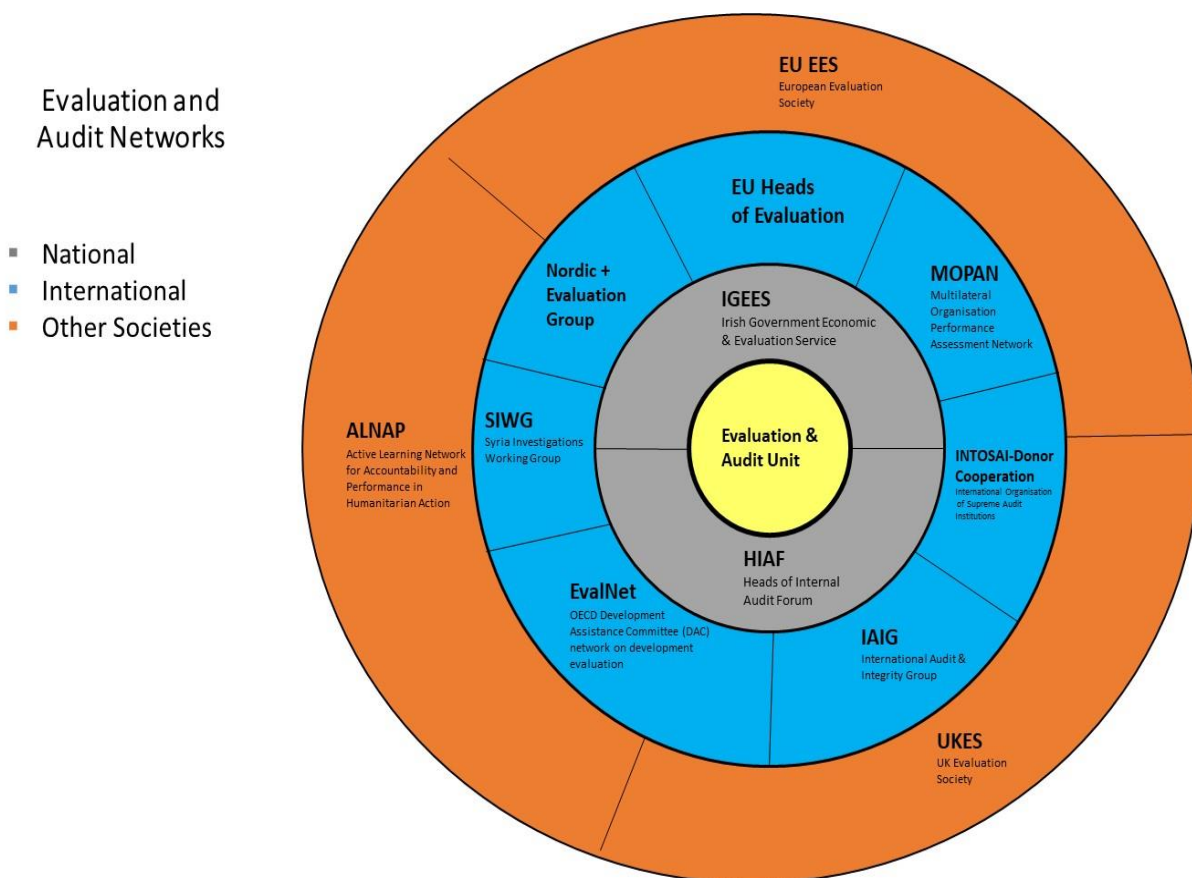 Evaluation and
Audit Networks
National
International
Other Societies
EU EES
European Evaluation
Society
EU Heads
of Evaluation
Nordic +
Evaluation
Group
MOPAN
Multilateral
Organisation
Performance
Assessment Network
IGEES
Irish Government Economic
& Evaluation Service
ALNAP
Active Learning Network
for Accountability and
Performance in
Humanitarian Action
SIWG
Syria Investigations
Working Group
Evaluation &
Audit Unit
INTOSAI-Donor
Cooperation
International Organisation
of Supreme Audit
Institutions
HIAF
Heads of Internal
Audit Forum
EvalNet
OECD Development
Assistance Committee (DAC)
network on development
evaluation
IAIG
International Audit &
Integrity Group
UKES
UK Evaluation
Society